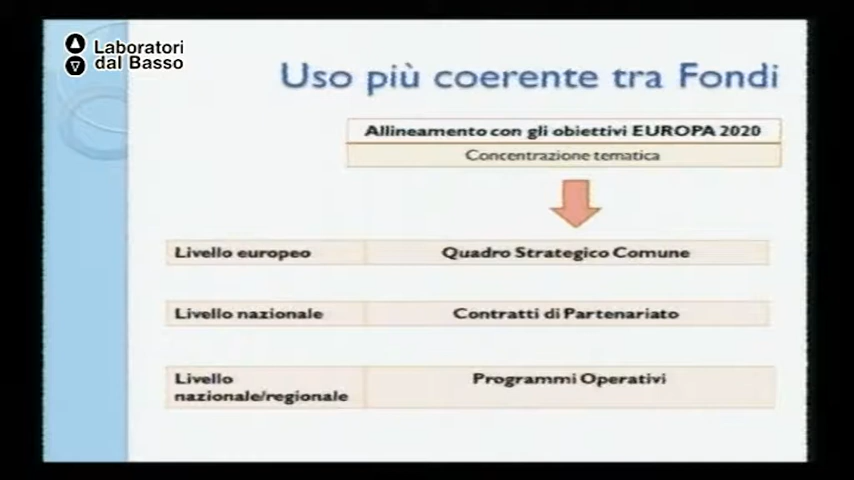 Laboratori
dal Basso
Uso più coerente tra Fondi
Allineamento con gli obiettivi EUROPA 2020
Concentrazione tematica
Livello europeo
Quadro Strategico Comune
Livello nazionale
Contratti di Partenariato
Livello
nazionale/regionale
Programmi Operativi